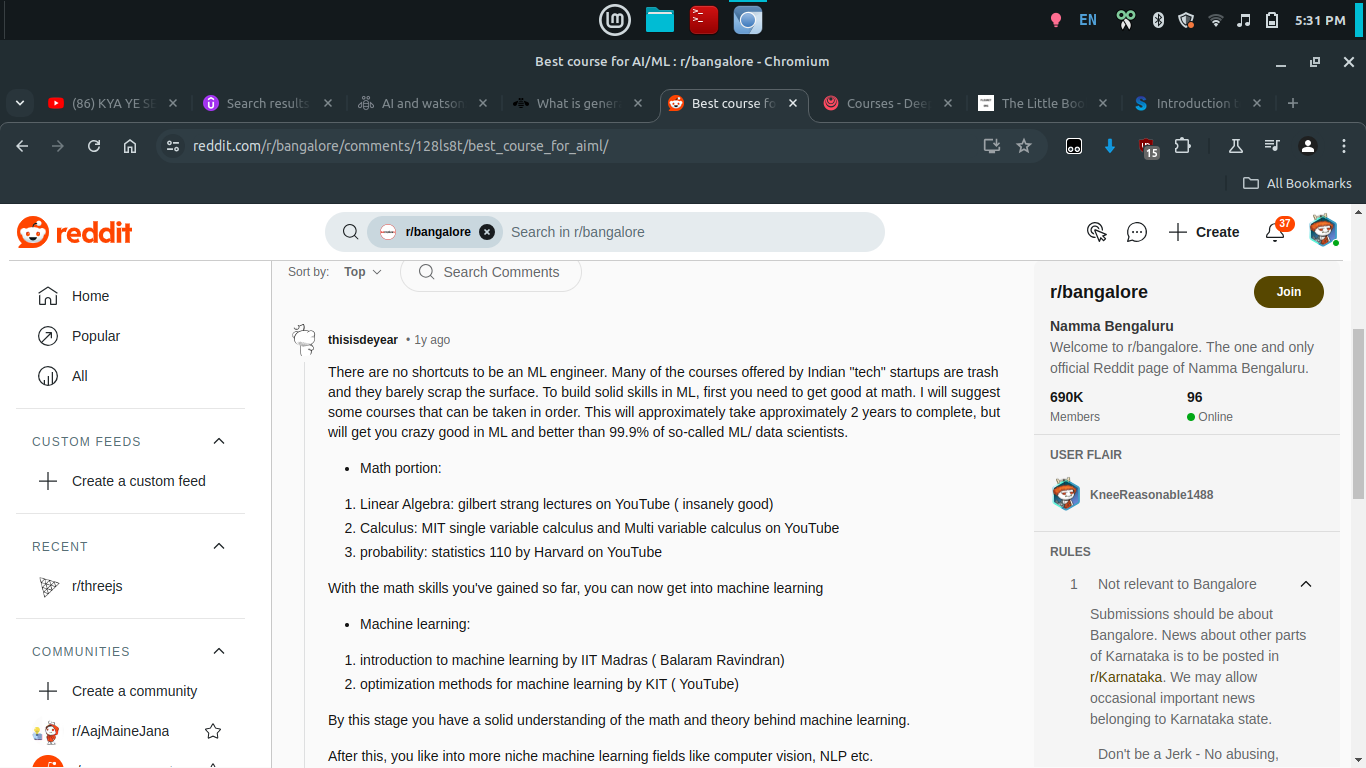 EN
5:31 PM
Best course for AI/ML : r/bangalore - Chromium
(86) KYA YE SE
Search results
AI and watson
What is gener
Best course fo
Courses - Deep
The Little Boo
Introduction t
reddit.com/r/bangalore/comments/128ls8t/best_course_for_aiml/
15
All Bookmarks
reddit
r/bangalore
Search in r/bangalore
Create
37
Sort by:
Top
Search Comments
Home
Popular
All
CUSTOM FEEDS
Create a custom feed
RECENT
r/threejs
COMMUNITIES
Create a community
r/AajMaineJana
thisisdeyear • 1y ago
There are no shortcuts to be an ML engineer. Many of the courses offered by Indian "tech" startups are trash
and they barely scrap the surface. To build solid skills in ML, first you need to get good at math. I will suggest
some courses that can be taken in order. This will approximately take approximately 2 years to complete, but
will get you crazy good in ML and better than 99.9% of so-called ML/ data scientists.
• Math portion:
1. Linear Algebra: gilbert strang lectures on YouTube ( insanely good)
2. Calculus: MIT single variable calculus and Multi variable calculus on YouTube
3. probability: statistics 110 by Harvard on YouTube
With the math skills you've gained so far, you can now get into machine learning
• Machine learning:
1. introduction to machine learning by IIT Madras ( Balaram Ravindran)
2. optimization methods for machine learning by KIT ( YouTube)
By this stage you have a solid understanding of the math and theory behind machine learning.
After this, you like into more niche machine learning fields like computer vision, NLP etc.
r/bangalore
Join
Namma Bengaluru
Welcome to r/bangalore. The one and only
official Reddit page of Namma Bengaluru.
690K
96
Members
Online
USER FLAIR
KneeReasonable1488
RULES
1 Not relevant to Bangalore
Submissions should be about
Bangalore. News about other parts
of Karnataka is to be posted in
r/Karnataka. We may allow
occasional important news
belonging to Karnataka state.
Don't be a Jerk - No abusing,